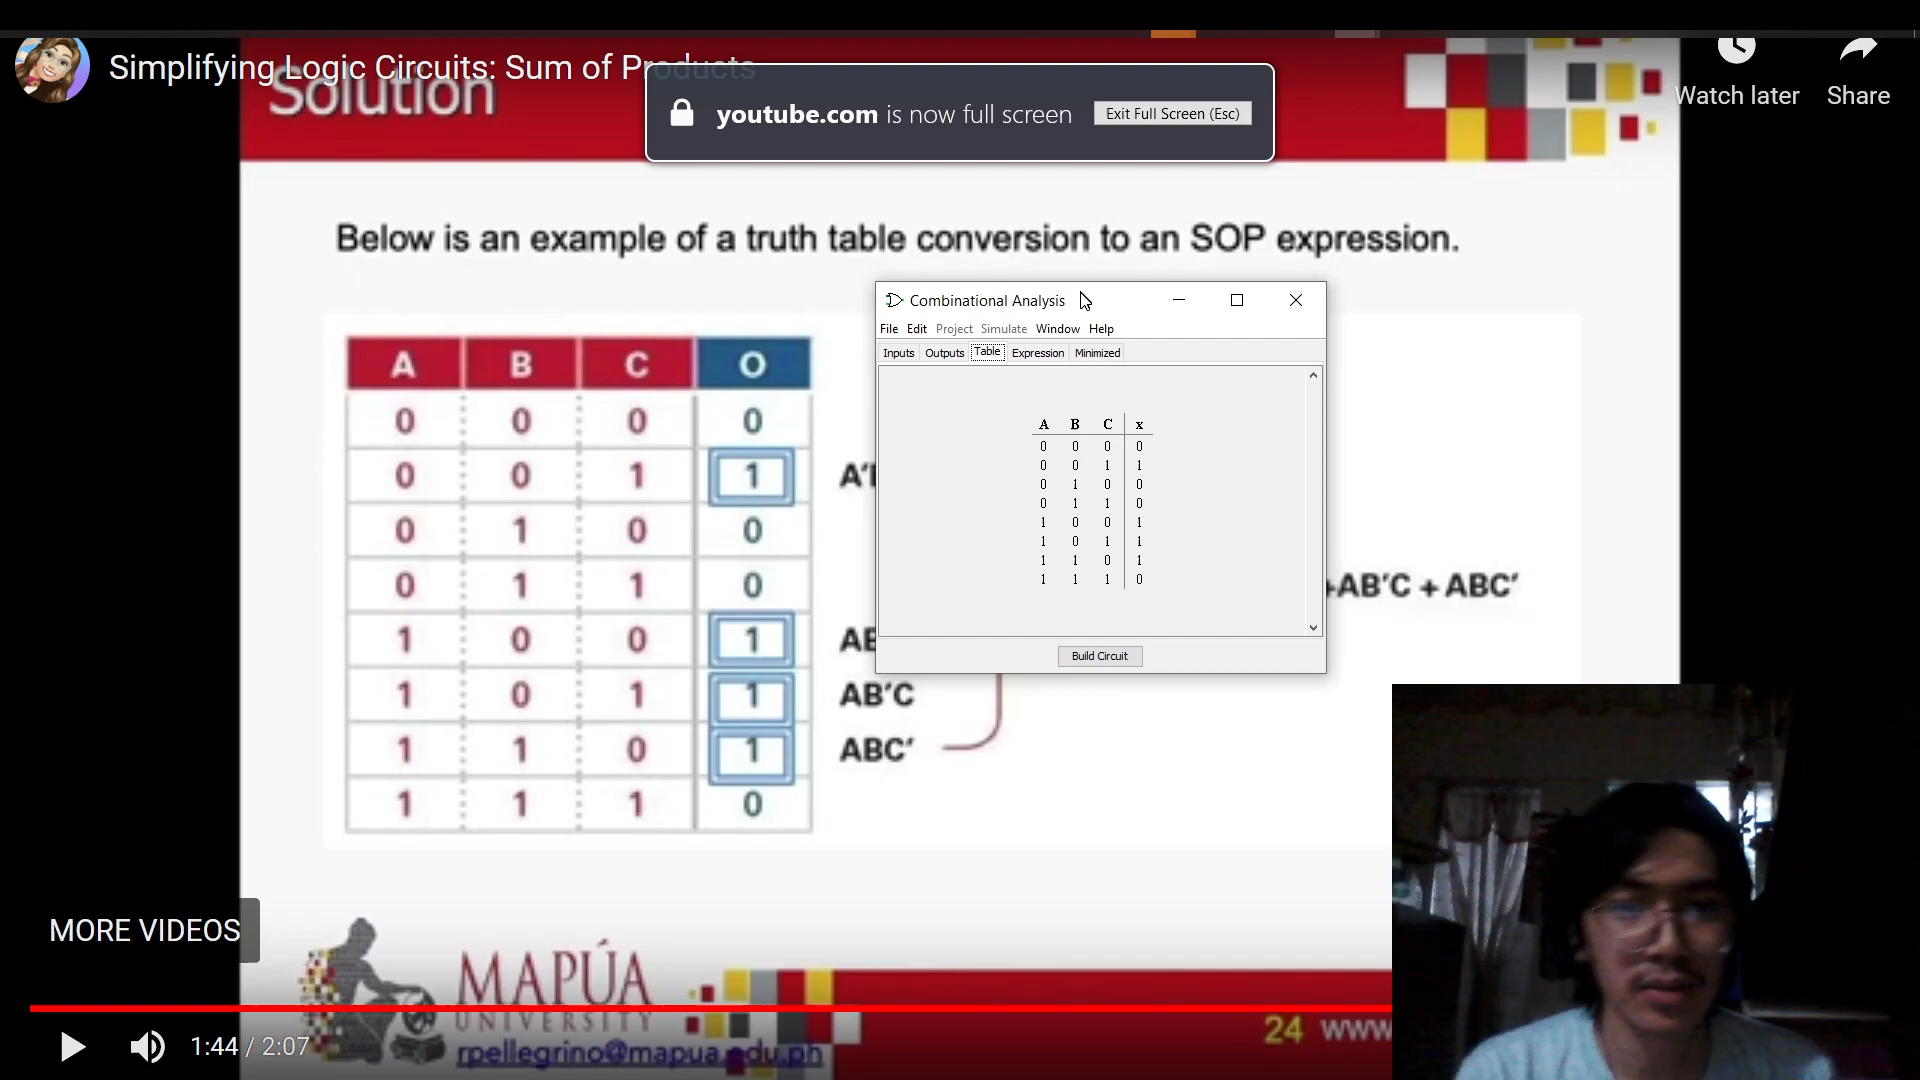 Simplifying Logic Circuits: Sum of Products
Solution
youtube.com is now full screen
Exit Full Screen (Esc)
Watch later
Share
Below is an example of a truth table conversion to an SOP expression.
A B C O
0 0 0 0
0 0 1 1
0 1 0 0
0 1 1 0
1 0 0 1
1 0 1 1
1 1 0 1
1 1 1 0
AB′C
ABC′
+AB′C + ABC′
Combinational Analysis
File Edit Project Simulate Window Help
Inputs Outputs Table Expression Minimized
A B C x
0 0 0 0
0 0 1 1
0 1 0 0
0 1 1 0
1 0 0 1
1 0 1 1
1 1 0 1
1 1 1 0
Build Circuit
MORE VIDEOS
MAPÚA
UNIVERSITY
rpellegrino@mapua.edu.ph
24 www
1:44 / 2:07